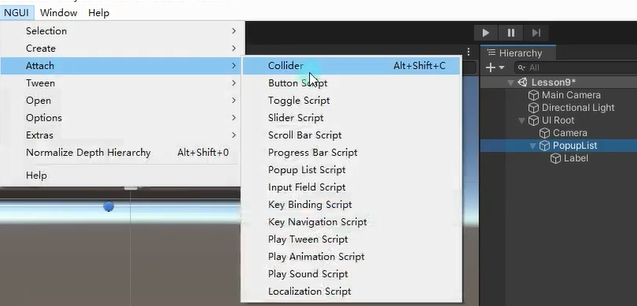 NGUI Window Help
Selection
Create
Attach
Tween
Open
Options
Extras
Normalize Depth Hierarchy Alt+Shift+0
Help
Collider Alt+Shift+C
Button Script
Toggle Script
Slider Script
Scroll Bar Script
Progress Bar Script
Popup List Script
Input Field Script
Key Binding Script
Key Navigation Script
Play Tween Script
Play Animation Script
Play Sound Script
Localization Script
Hierarchy
All
Lesson9*
Main Camera
Directional Light
UI Root
Camera
PopupList
Label